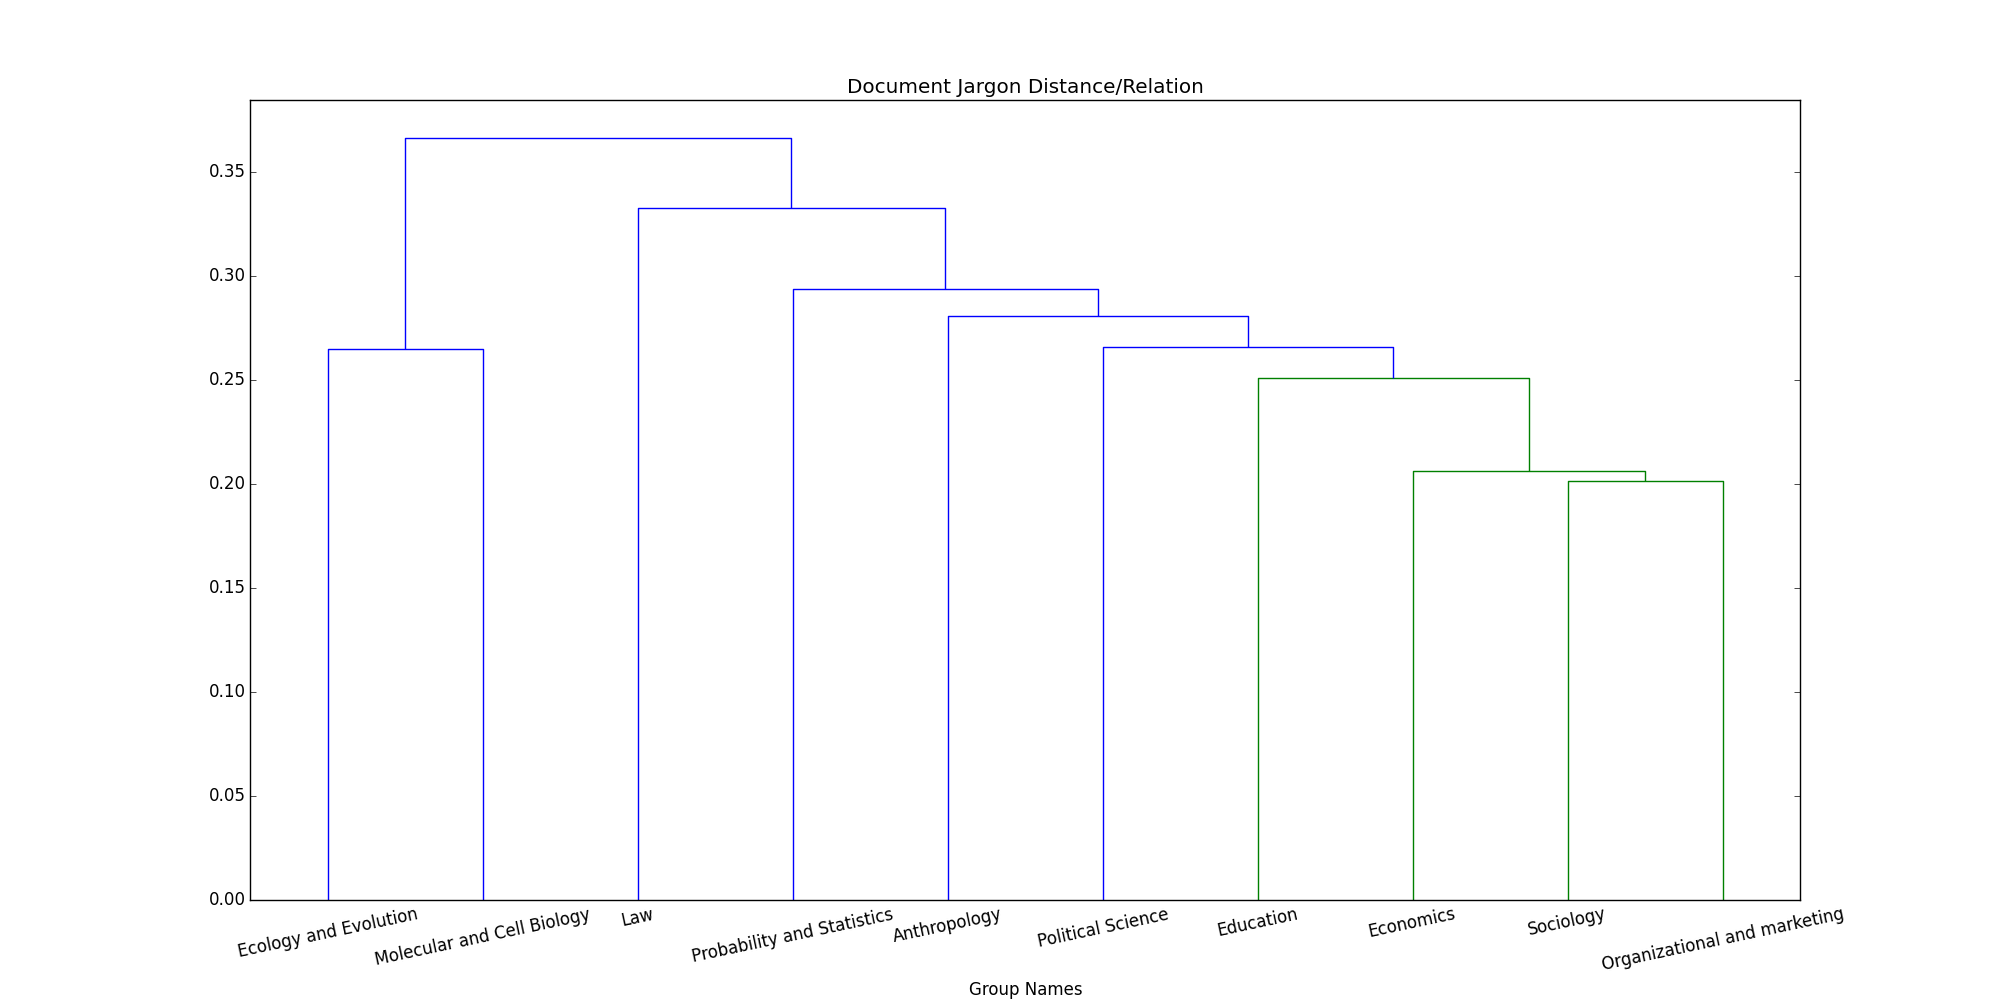 Document Jargon Distance/Relation
0.35
0.30
0.25
0.20
0.15
0.10
0.05
0.00
Ecology and Evolution
Molecular and Cell Biology
Law
Probability and Statistics
Anthropology
Political Science
Education
Economics
Sociology
Organizational and marketing
Group Names